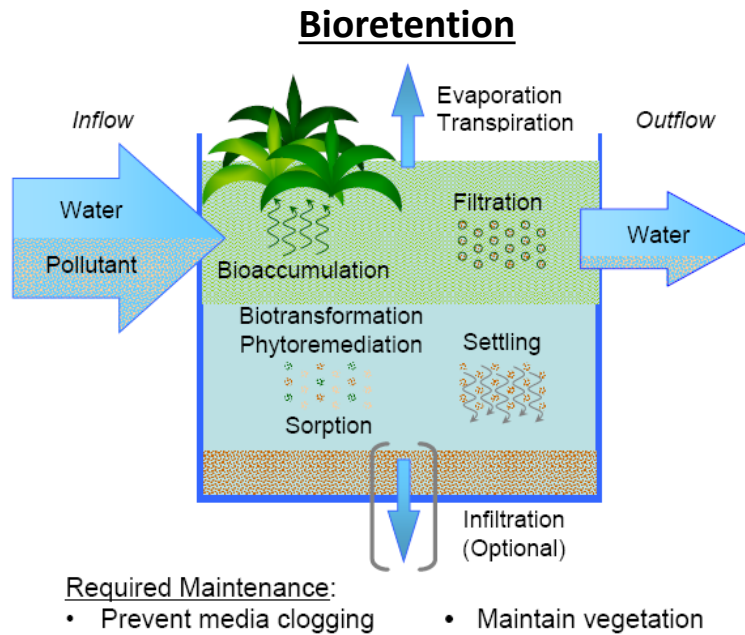 Bioretention
Inflow
Evaporation
Transpiration
Outflow
Water
Pollutant
Filtration
Water
Bioaccumulation
Biotransformation
Phytoremediation
Settling
Sorption
Infiltration
(Optional)
Required Maintenance:
• Prevent media clogging
• Maintain vegetation